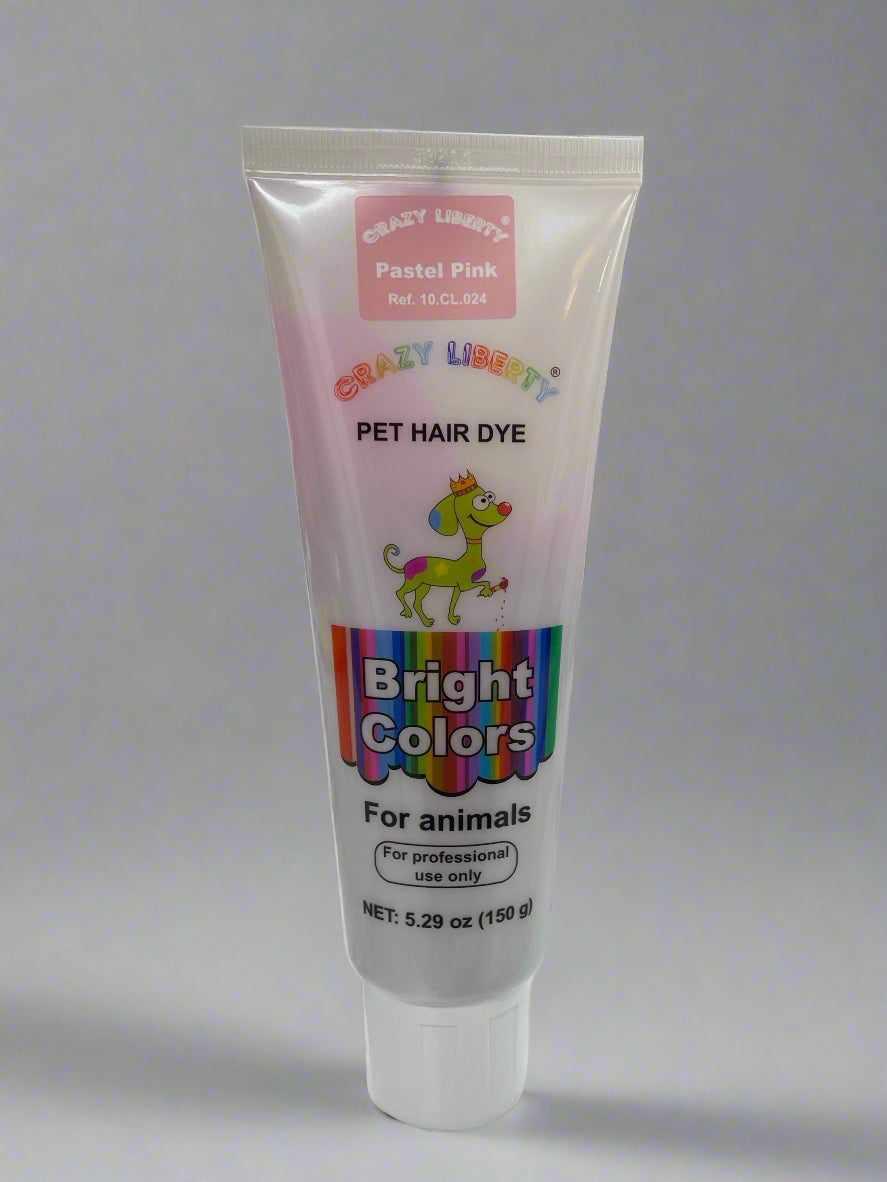 CRAZY LIBERTY®
Pastel Pink
Ref. 10.CL.024
CRAZY LIBERTY®
PET HAIR DYE
Bright
Colors
For animals
For professional
use only
NET: 5.29 oz (150 g)